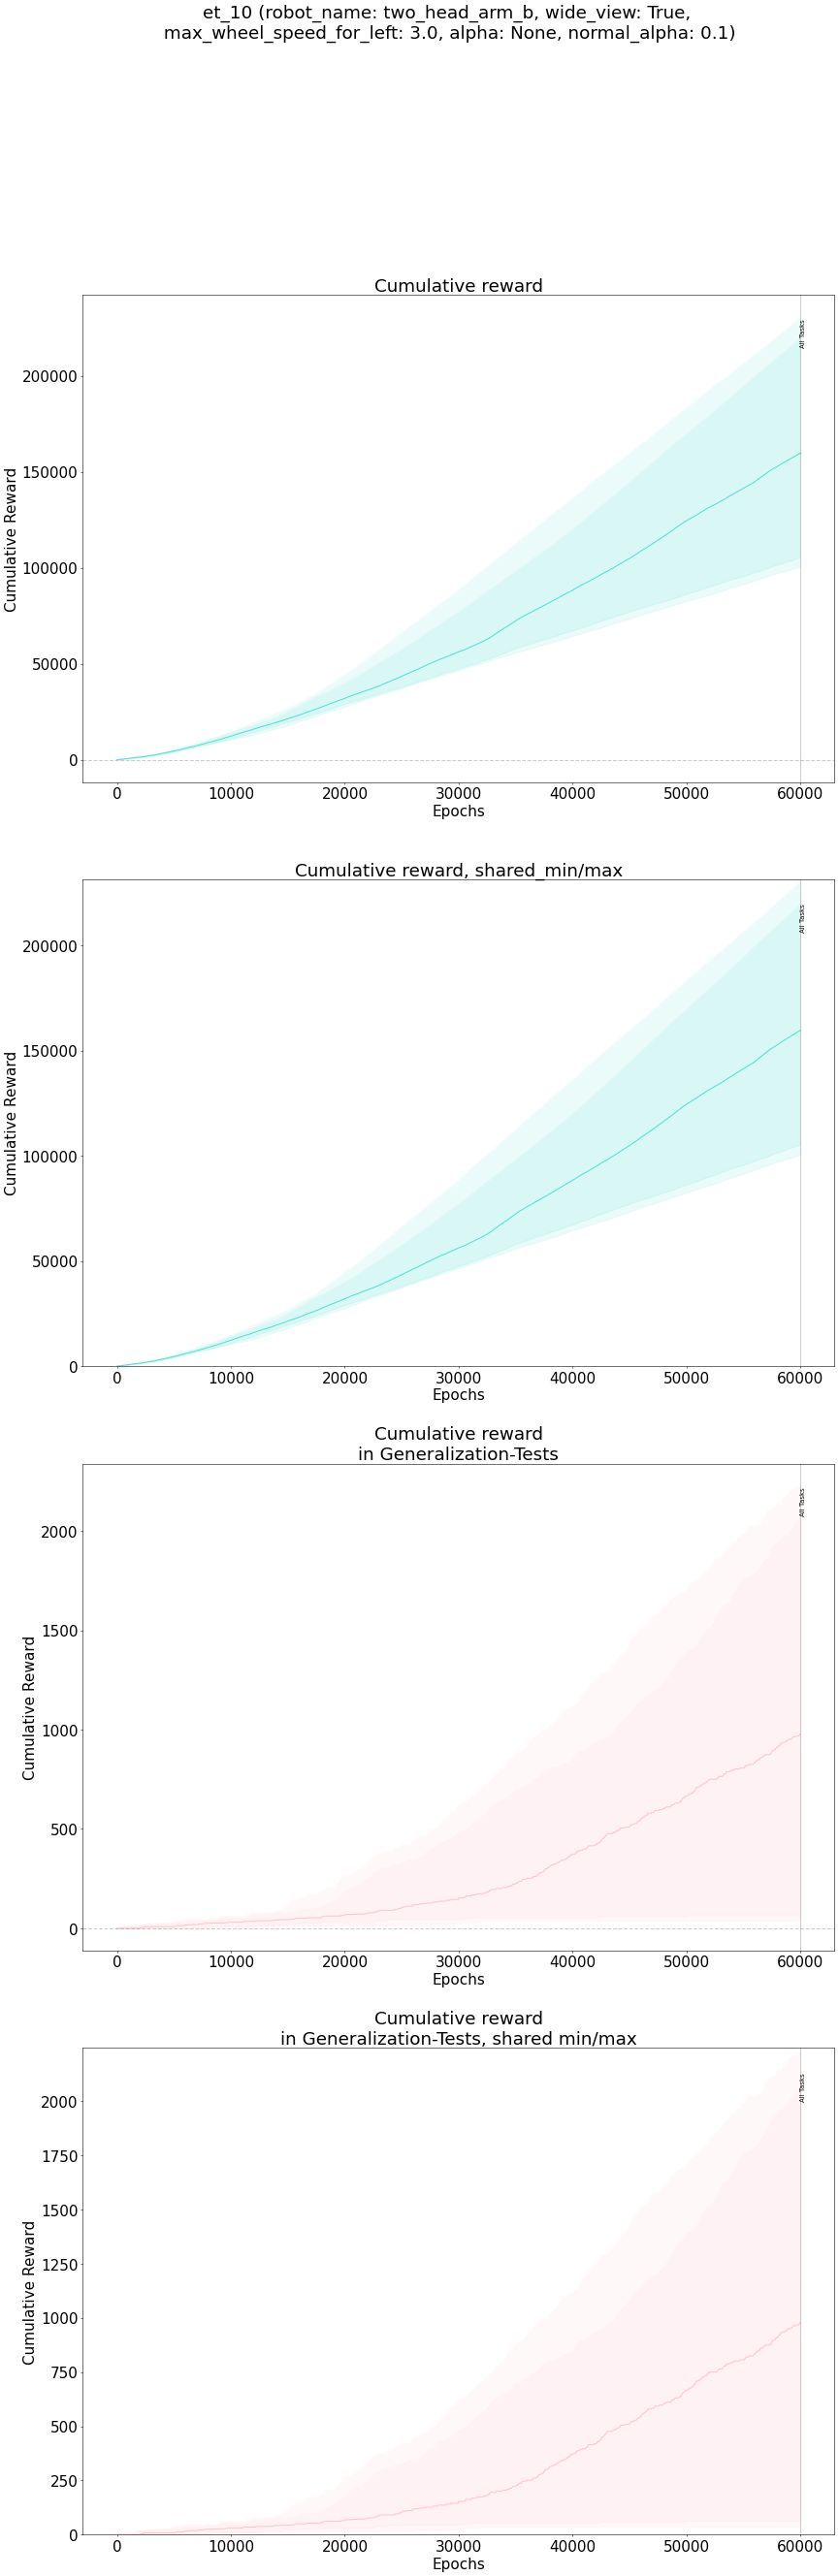 et_10 (robot_name: two_head_arm_b, wide_view: True,
max_wheel_speed_for_left: 3.0, alpha: None, normal_alpha: 0.1)
Cumulative reward
All Tasks
200000
150000
100000
50000
0
Cumulative Reward
0 10000 20000 30000 40000 50000 60000
Epochs
Cumulative reward, shared_min/max
All Tasks
200000
150000
100000
50000
0
Cumulative Reward
0 10000 20000 30000 40000 50000 60000
Epochs
Cumulative reward
in Generalization-Tests
All Tasks
2000
1500
1000
500
0
Cumulative Reward
0 10000 20000 30000 40000 50000 60000
Epochs
Cumulative reward
in Generalization-Tests, shared min/max
All Tasks
2000
1750
1500
1250
1000
750
500
250
0
Cumulative Reward
0 10000 20000 30000 40000 50000 60000
Epochs